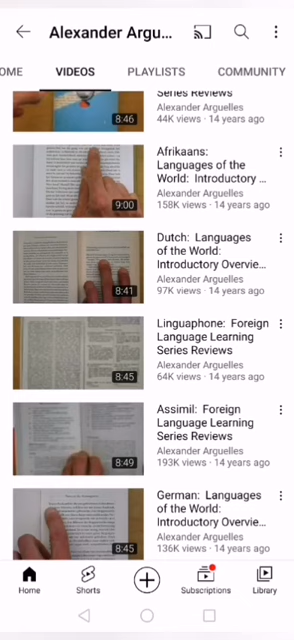 Alexander Argu...
OME VIDEOS PLAYLISTS COMMUNITY
Series Reviews
Alexander Arguelles
44K views · 14 years ago
8:46
Afrikaans:
Languages of the
World: Introductory ...
Alexander Arguelles
158K views · 14 years ago
9:00
Dutch: Languages
of the World:
Introductory Overvie...
Alexander Arguelles
97K views · 14 years ago
8:41
Linguaphone: Foreign
Language Learning
Series Reviews
Alexander Arguelles
64K views · 14 years ago
8:45
Assimil: Foreign
Language Learning
Series Reviews
Alexander Arguelles
193K views · 14 years ago
8:49
German: Languages
of the World:
Introductory Overvie...
Alexander Arguelles
136K views · 14 years ago
8:45
Home Shorts Subscriptions Library